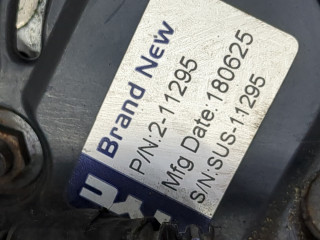 Brand New
P/N:2-11295
Mfg Date:180625
S/N:SUS-11295